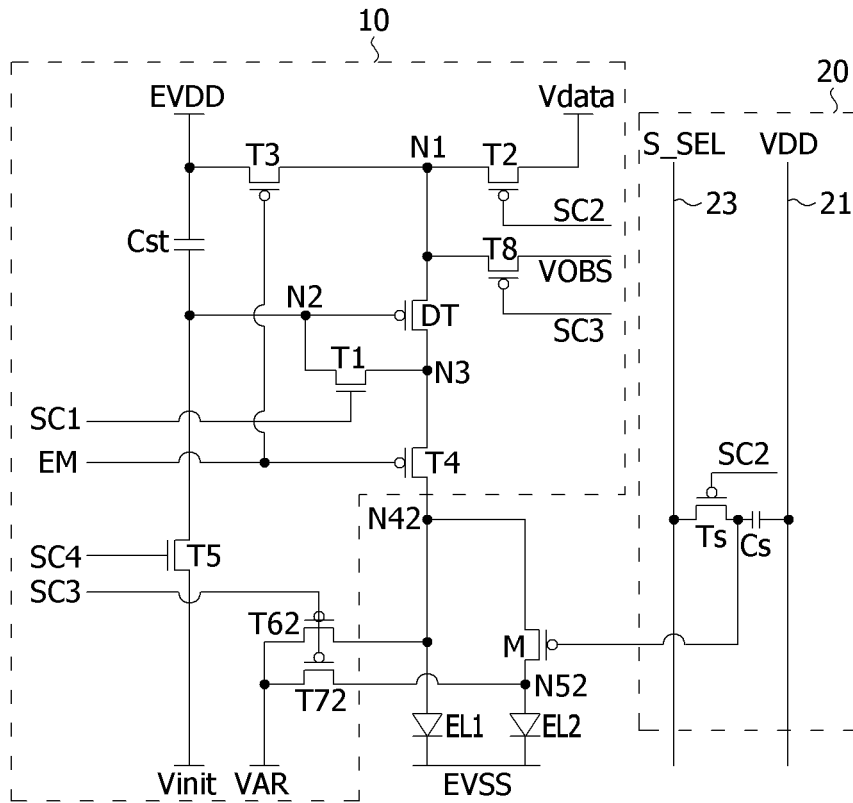 10
20
EVDD
Vdata
S_SEL VDD
T3 N1 T2
23 21
SC2
Cst
T8
VOBS
N2
DT
SC3
T1
N3
SC1
EM
T4
SC2
N42
Ts Cs
SC4
T5
SC3
T62
M
T72
N52
EL1 EL2
Vinit VAR EVSS